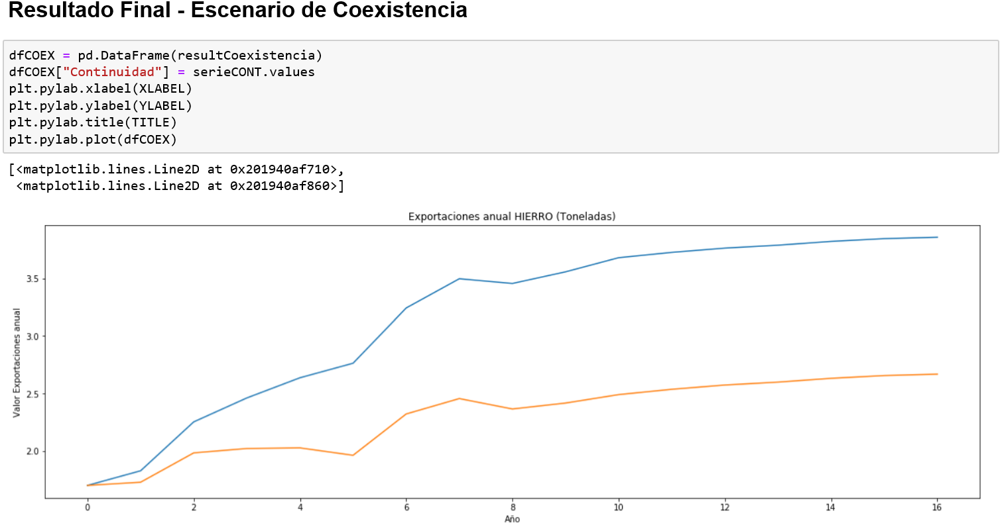 Resultado Final - Escenario de Coexistencia
dfCOEX = pd.DataFrame(resultCoexistencia)
dfCOEX["Continuidad"] = serieCONT.values
plt.pylab.xlabel(XLABEL)
plt.pylab.ylabel(YLABEL)
plt.pylab.title(TITLE)
plt.pylab.plot(dfCOEX)
[<matplotlib.lines.Line2D at 0x201940af710>,
<matplotlib.lines.Line2D at 0x201940af860>]
Exportaciones anual HIERRO (Toneladas)
Valor Exportaciones anual
3.5
3.0
2.5
2.0
0 2 4 6 8 10 12 14 16
Año